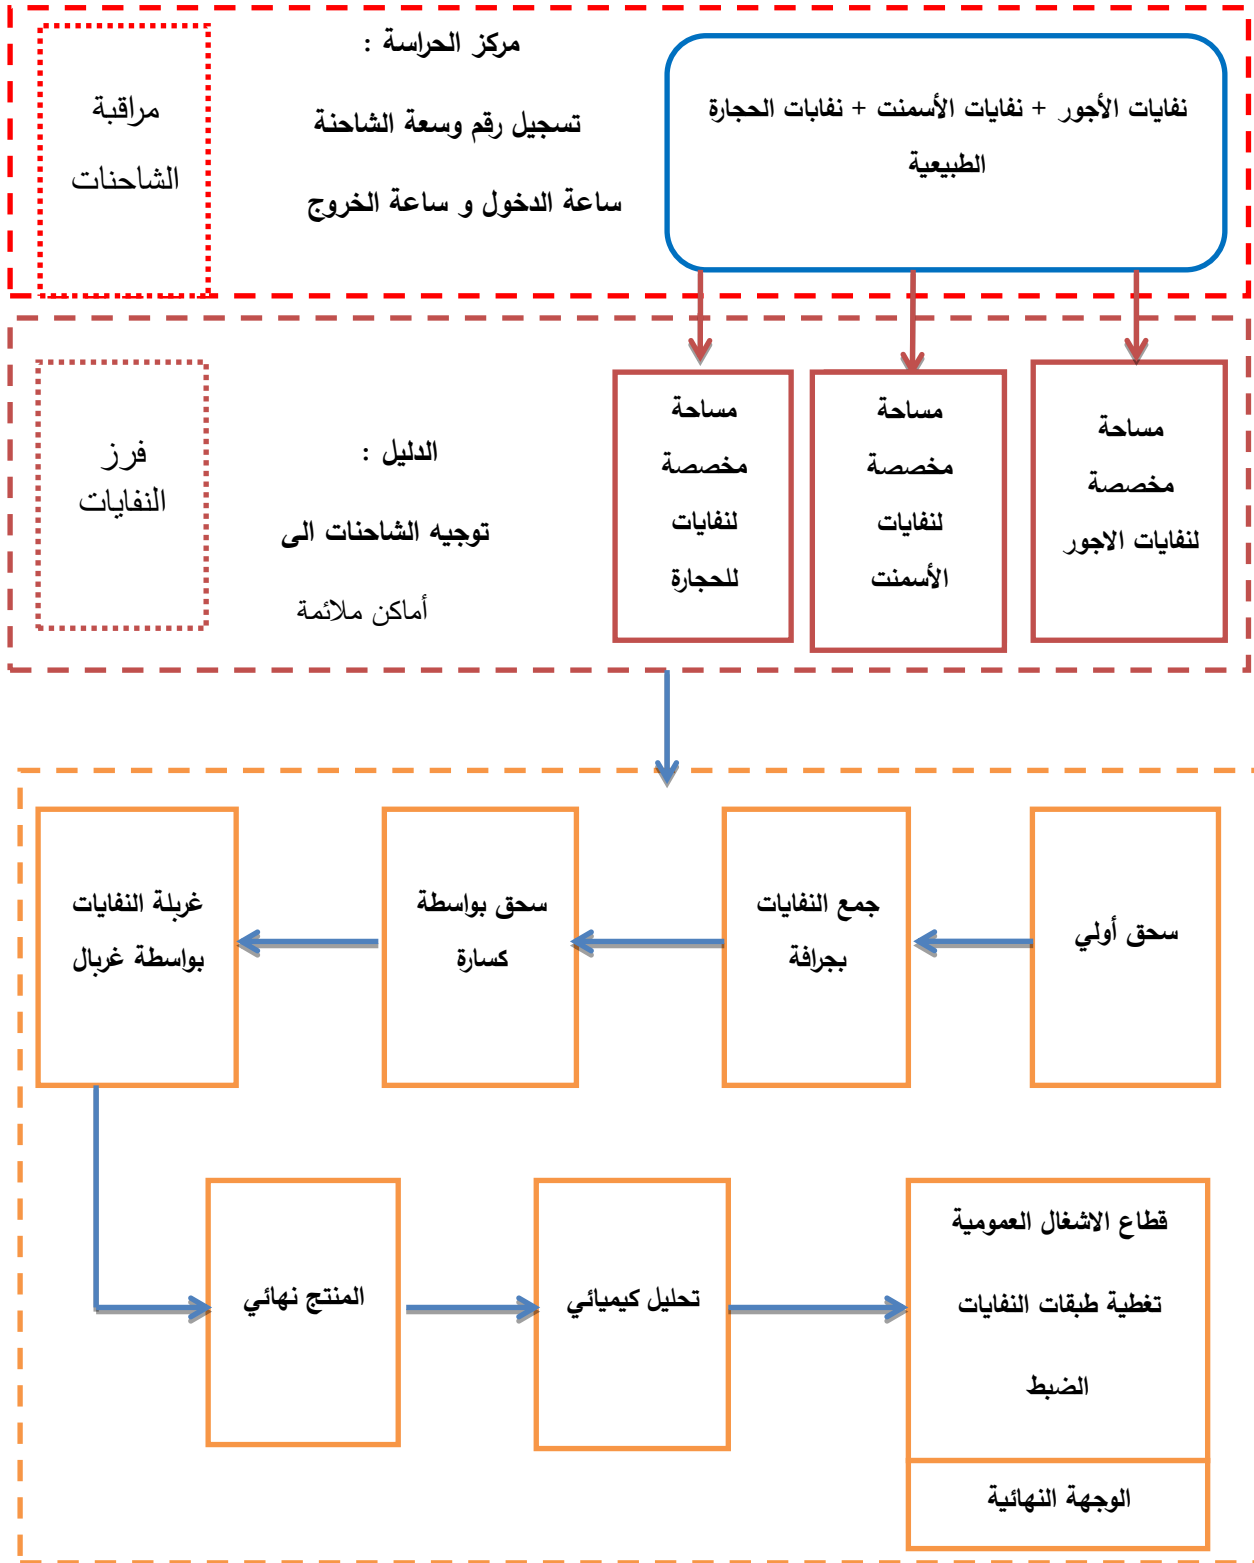 نفايات الأجور + نفايات الأسمنت + نفابات الحجارة
الطبيعية
مركز الحراسة :
تسجيل رقم وسعة الشاحنة
ساعة الدخول و ساعة الخروج
مراقبة
الشاحنات
مساحة
مخصصة
لنفايات الاجور
مساحة
مخصصة
لنفايات
الأسمنت
مساحة
مخصصة
لنفايات
للحجارة
الدليل :
توجيه الشاحنات الى
أماكن ملائمة
فرز
النفايات
سحق أولي
جمع النفايات
بجرافة
سحق بواسطة
كسارة
غربلة النفايات
بواسطة غربال
المنتج نهائي
تحليل كيميائي
قطاع الاشغال العمومية
تغطية طبقات النفايات
الضبط
الوجهة النهائية